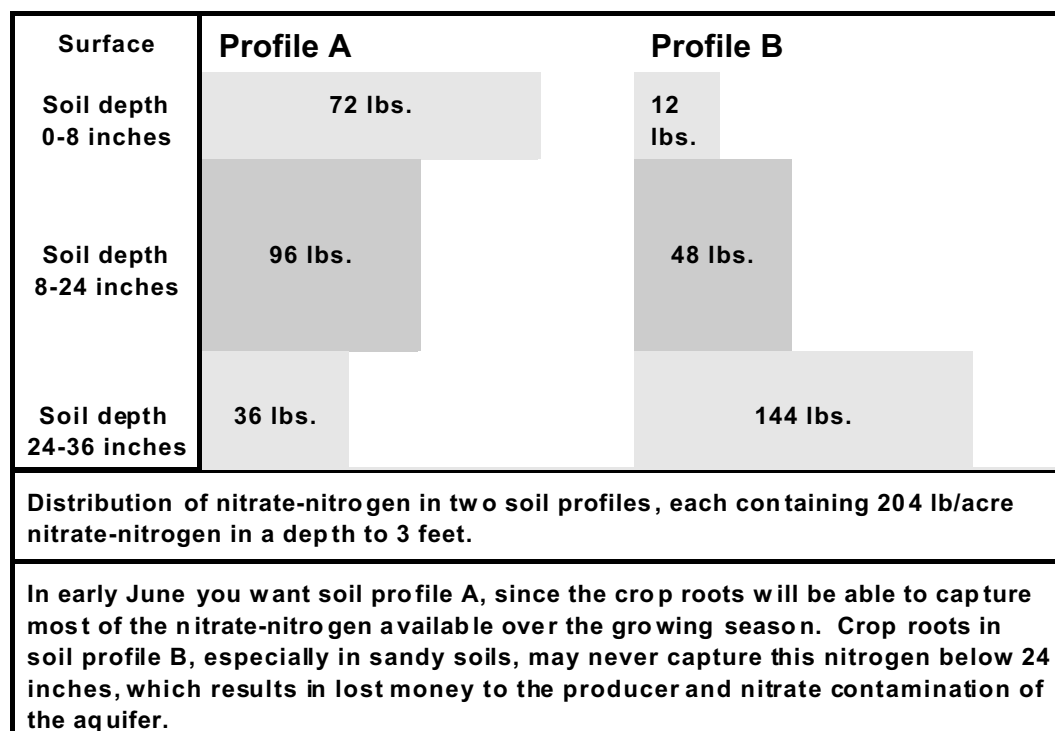 Surface Profile A Profile B
Soil depth
0-8 inches
72 lbs.
12
lbs.
Soil depth
8-24 inches
96 lbs.
48 lbs.
Soil depth
24-36 inches
36 lbs.
144 lbs.
Distribution of nitrate-nitrogen in two soil profiles, each containing 204 lb/acre
nitrate-nitrogen in a depth to 3 feet.
In early June you want soil profile A, since the crop roots will be able to capture
most of the nitrate-nitrogen available over the growing season. Crop roots in
soil profile B, especially in sandy soils, may never capture this nitrogen below 24
inches, which results in lost money to the producer and nitrate contamination of
the aquifer.